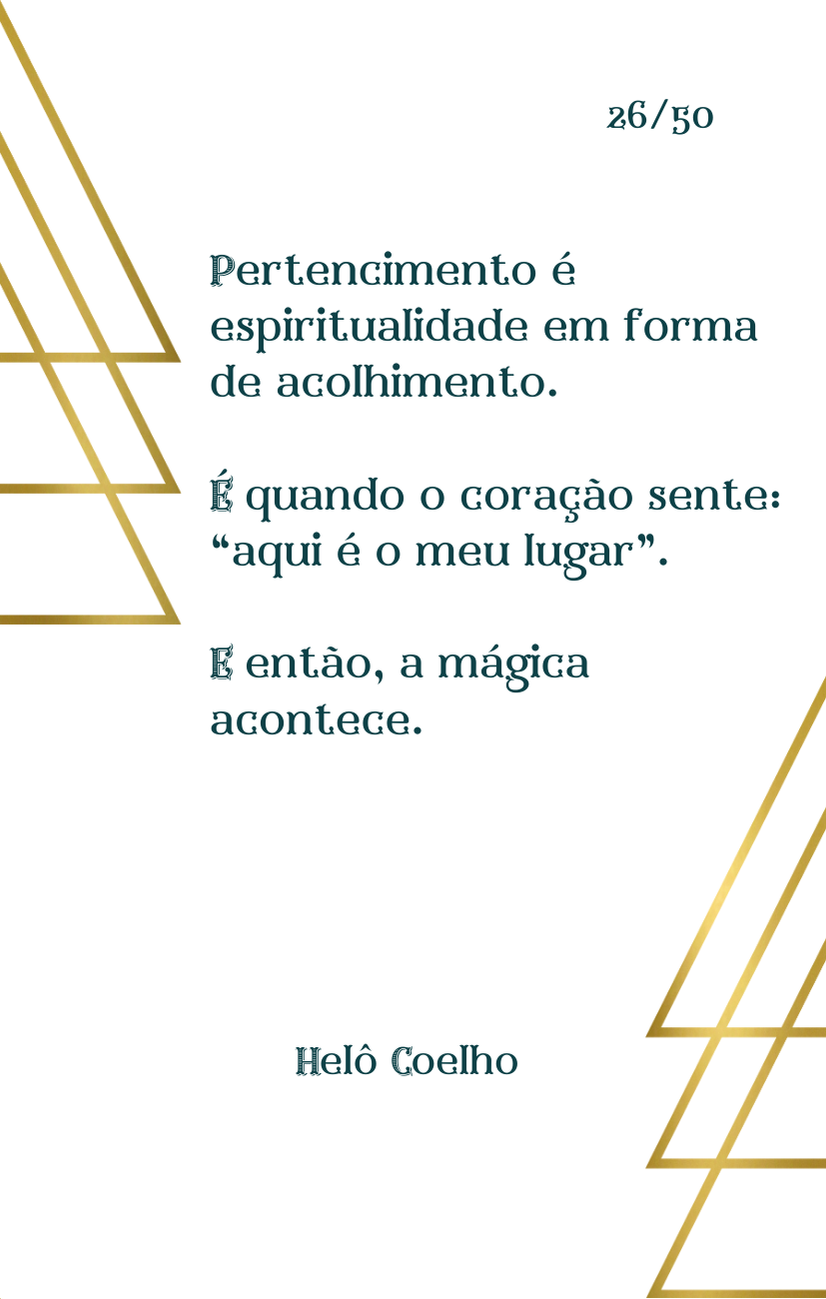 26/50
Pertencimento é
espiritualidade em forma
de acolhimento.
É quando o coração sente:
“aqui é o meu lugar”.
E então, a mágica
acontece.
Helô Coelho